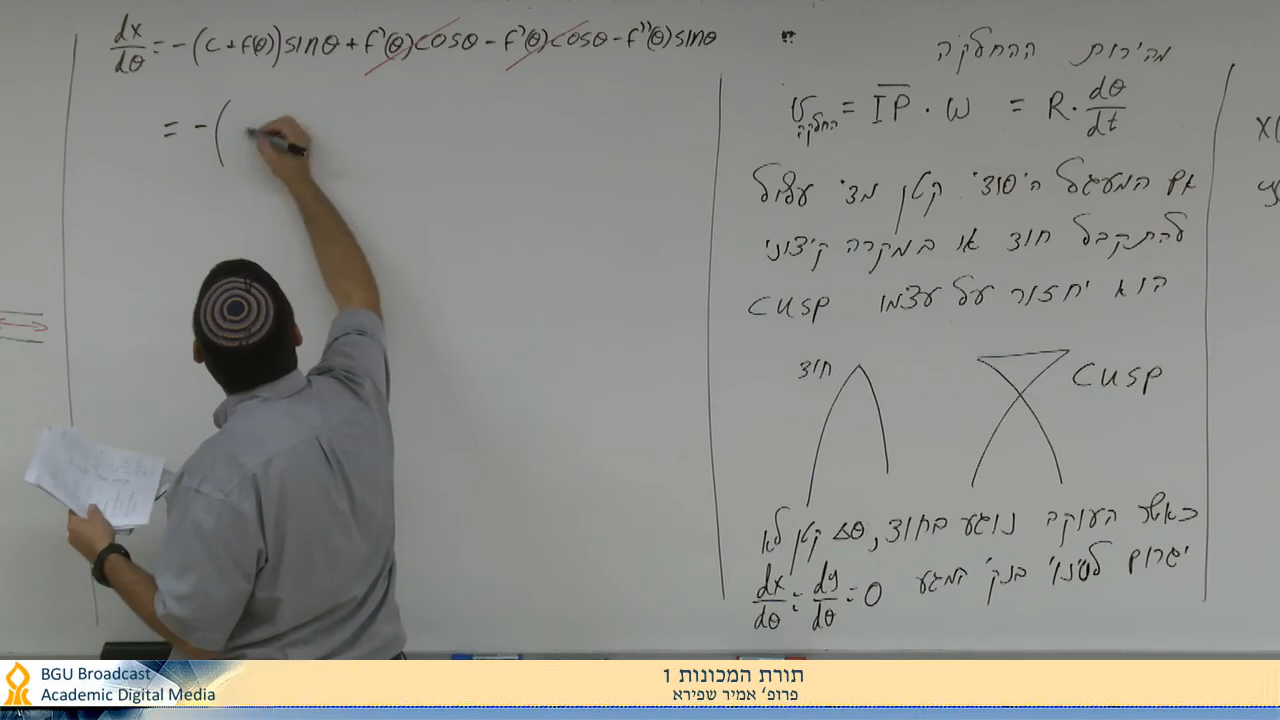 dx/dθ = -(c+f(θ))sinθ + f'(θ)cosθ - f'(θ)cosθ - f''(θ)sinθ
= -(
מהירות ההחלקה
v החלקה = IP · ω = R · dθ/dt
אם המעגל היסודי קטן מדי עלול
להתקבל חוד או במקרה קיצוני
הוא יחזור על עצמו CUSP
חוד
CUSP
כאשר העוקב נוגע בחוד, Δθ קטן לא
יגרום לשינוי בנק' המגע dx/dθ = dy/dθ = 0
X(
BGU Broadcast
Academic Digital Media
תורת המכונות 1
פרופ' אמיר שפירא